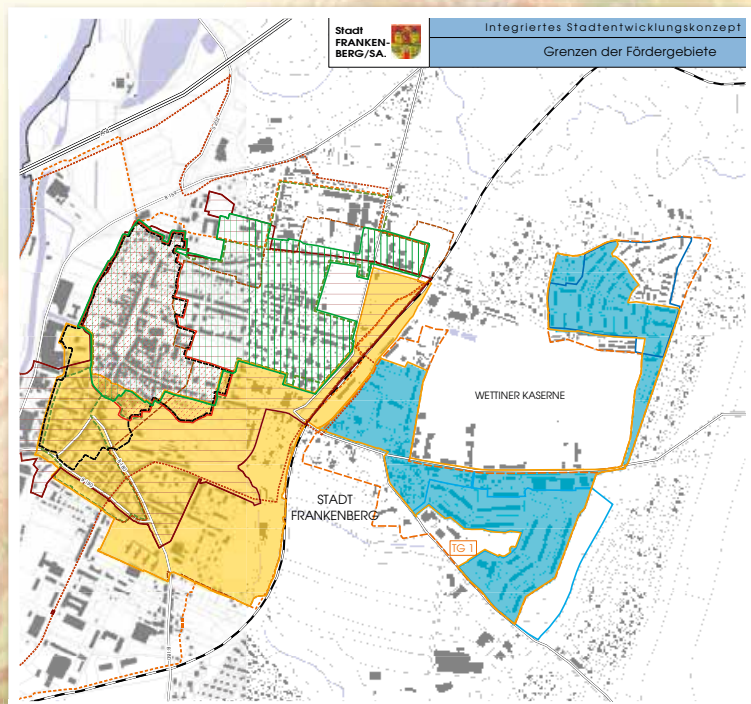 Stadt
FRANKEN-
BERG/SA.
Integriertes Stadtentwicklungskonzept
Grenzen der Fördergebiete
WETTINER KASERNE
STADT
FRANKENBERG
TG 1